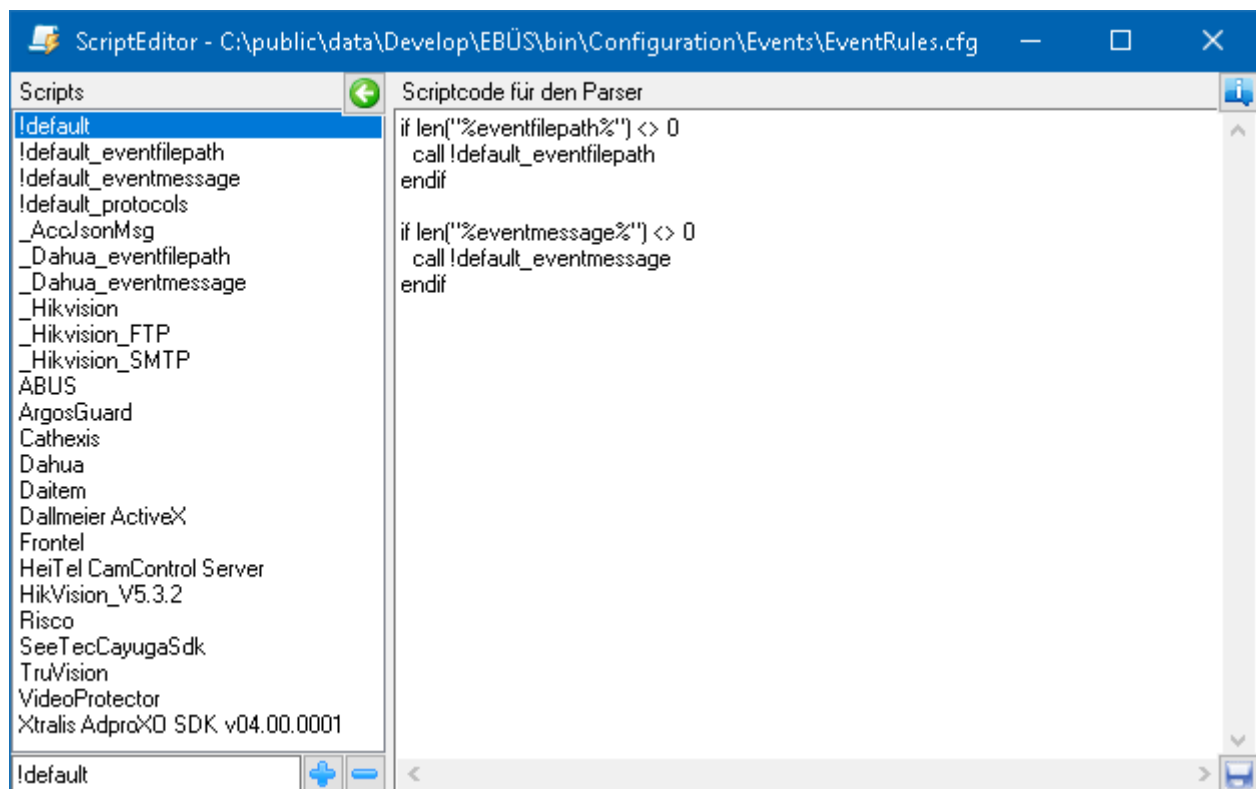 ScriptEditor - C:\public\data\Develop\EBÜS\bin\Configuration\Events\EventRules.cfg
Scripts
!default
!default_eventfilepath
!default_eventmessage
!default_protocols
_AccJsonMsg
_Dahua_eventfilepath
_Dahua_eventmessage
_Hikvision
_Hikvision_FTP
_Hikvision_SMTP
ABUS
ArgosGuard
Cathexis
Dahua
Daitem
Dallmeier ActiveX
Frontel
HeiTel CamControl Server
HikVision_V5.3.2
Risco
SeeTecCayugaSdk
TruVision
VideoProtector
Xtralis AdproXO SDK v04.00.0001
!default
Scriptcode für den Parser
if len("%eventfilepath%") <> 0
  call !default_eventfilepath
endif

if len("%eventmessage%") <> 0
  call !default_eventmessage
endif